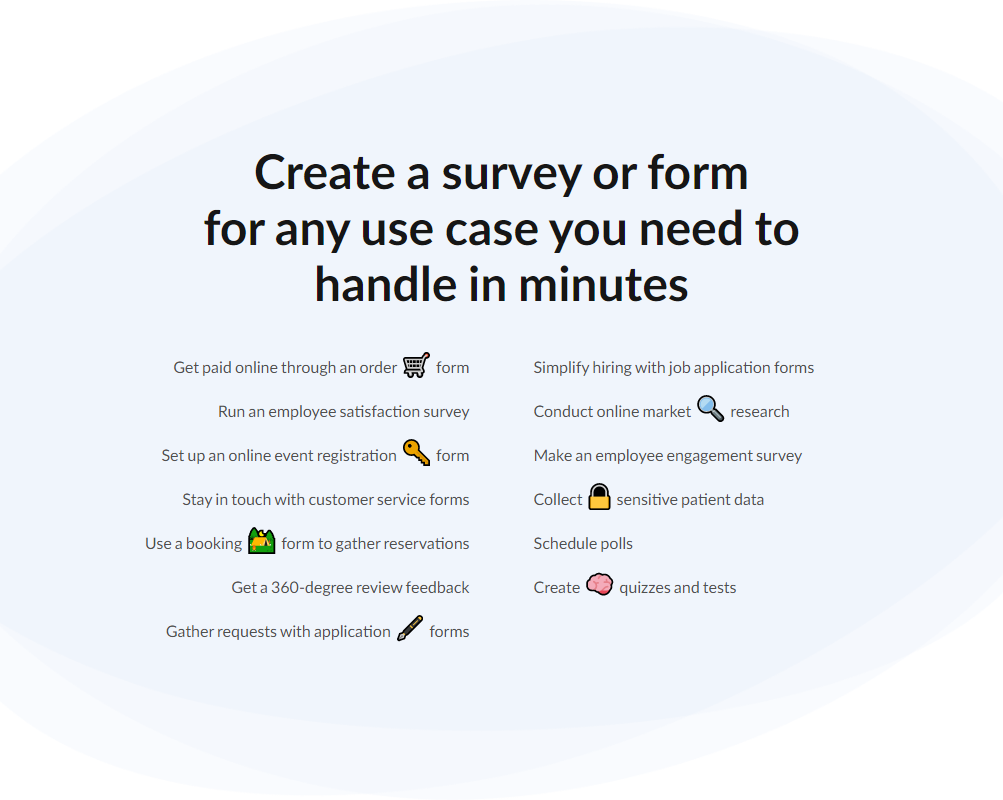 Create a survey or form
for any use case you need to
handle in minutes
Get paid online through an order form
Run an employee satisfaction survey
Set up an online event registration form
Stay in touch with customer service forms
Use a booking form to gather reservations
Get a 360-degree review feedback
Gather requests with application forms
Simplify hiring with job application forms
Conduct online market research
Make an employee engagement survey
Collect sensitive patient data
Schedule polls
Create quizzes and tests